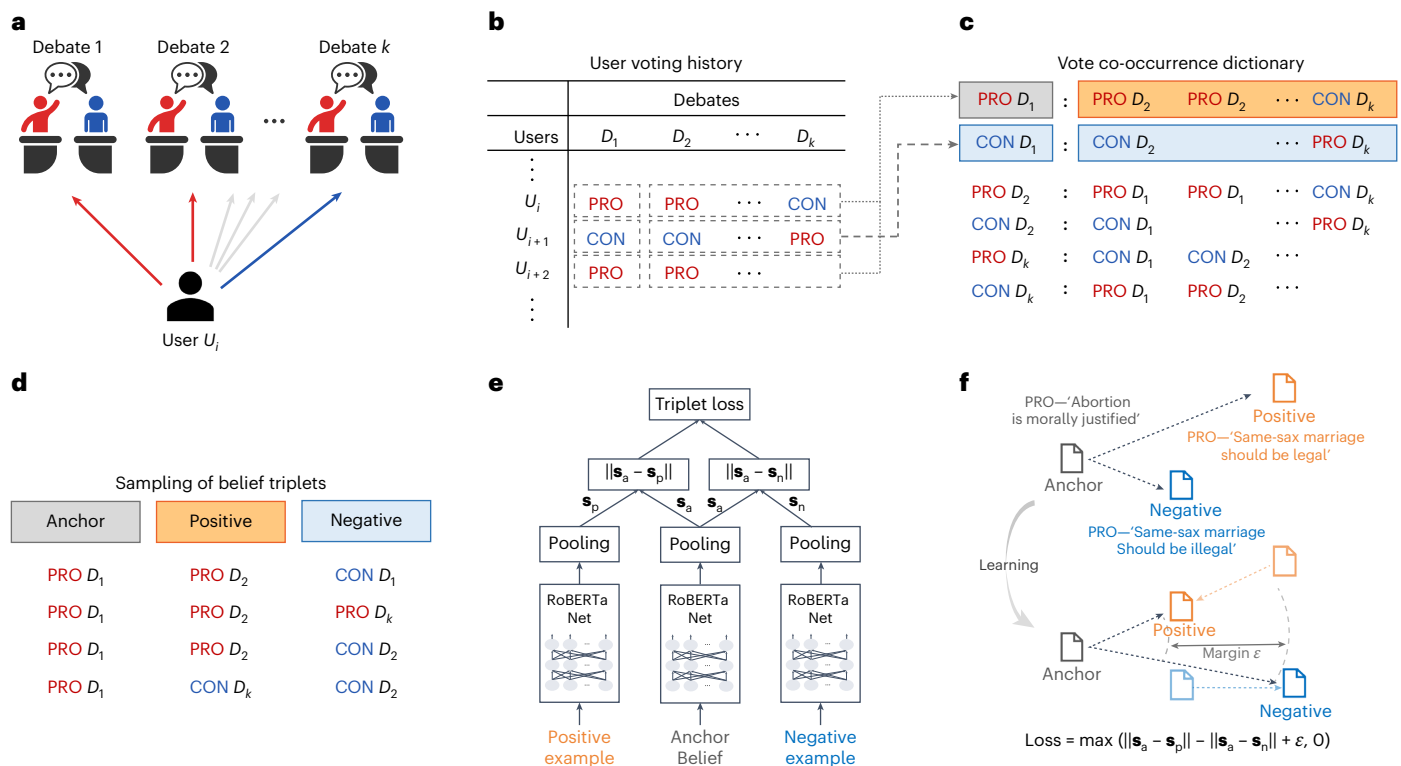 a
Debate 1 Debate 2 Debate k
...
User Ui
b
User voting history
Debates
Users D1 D2 ··· Dk
Ui PRO PRO ··· CON
Ui + 1 CON CON ··· PRO
Ui + 2 PRO PRO ···
c
Vote co-occurrence dictionary
PRO D1 : PRO D2 PRO D2 ··· CON Dk
CON D1 : CON D2 ··· PRO Dk
PRO D2 : PRO D1 PRO D1 ··· CON Dk
CON D2 : CON D1 ··· PRO Dk
PRO Dk : CON D1 CON D2 ···
CON Dk : PRO D1 PRO D2 ···
d
Sampling of belief triplets
Anchor Positive Negative
PRO D1 PRO D2 CON D1
PRO D1 PRO D2 PRO Dk
PRO D1 PRO D2 CON D2
PRO D1 CON Dk CON D2
e
Triplet loss
||sa – sp|| ||sa – sn||
sp sa sa sn
Pooling Pooling Pooling
RoBERTa RoBERTa RoBERTa
Net Net Net
Positive Anchor Negative
example Belief example
f
PRO—‘Abortion
is morally justified’
Positive
PRO—‘Same-sax marriage
should be legal’
Anchor
Negative
PRO—‘Same-sax marriage
Should be illegal’
Learning
Positive
Margin ε
Anchor
Negative
Loss = max (||sa – sp|| – ||sa – sn|| + ε, 0)